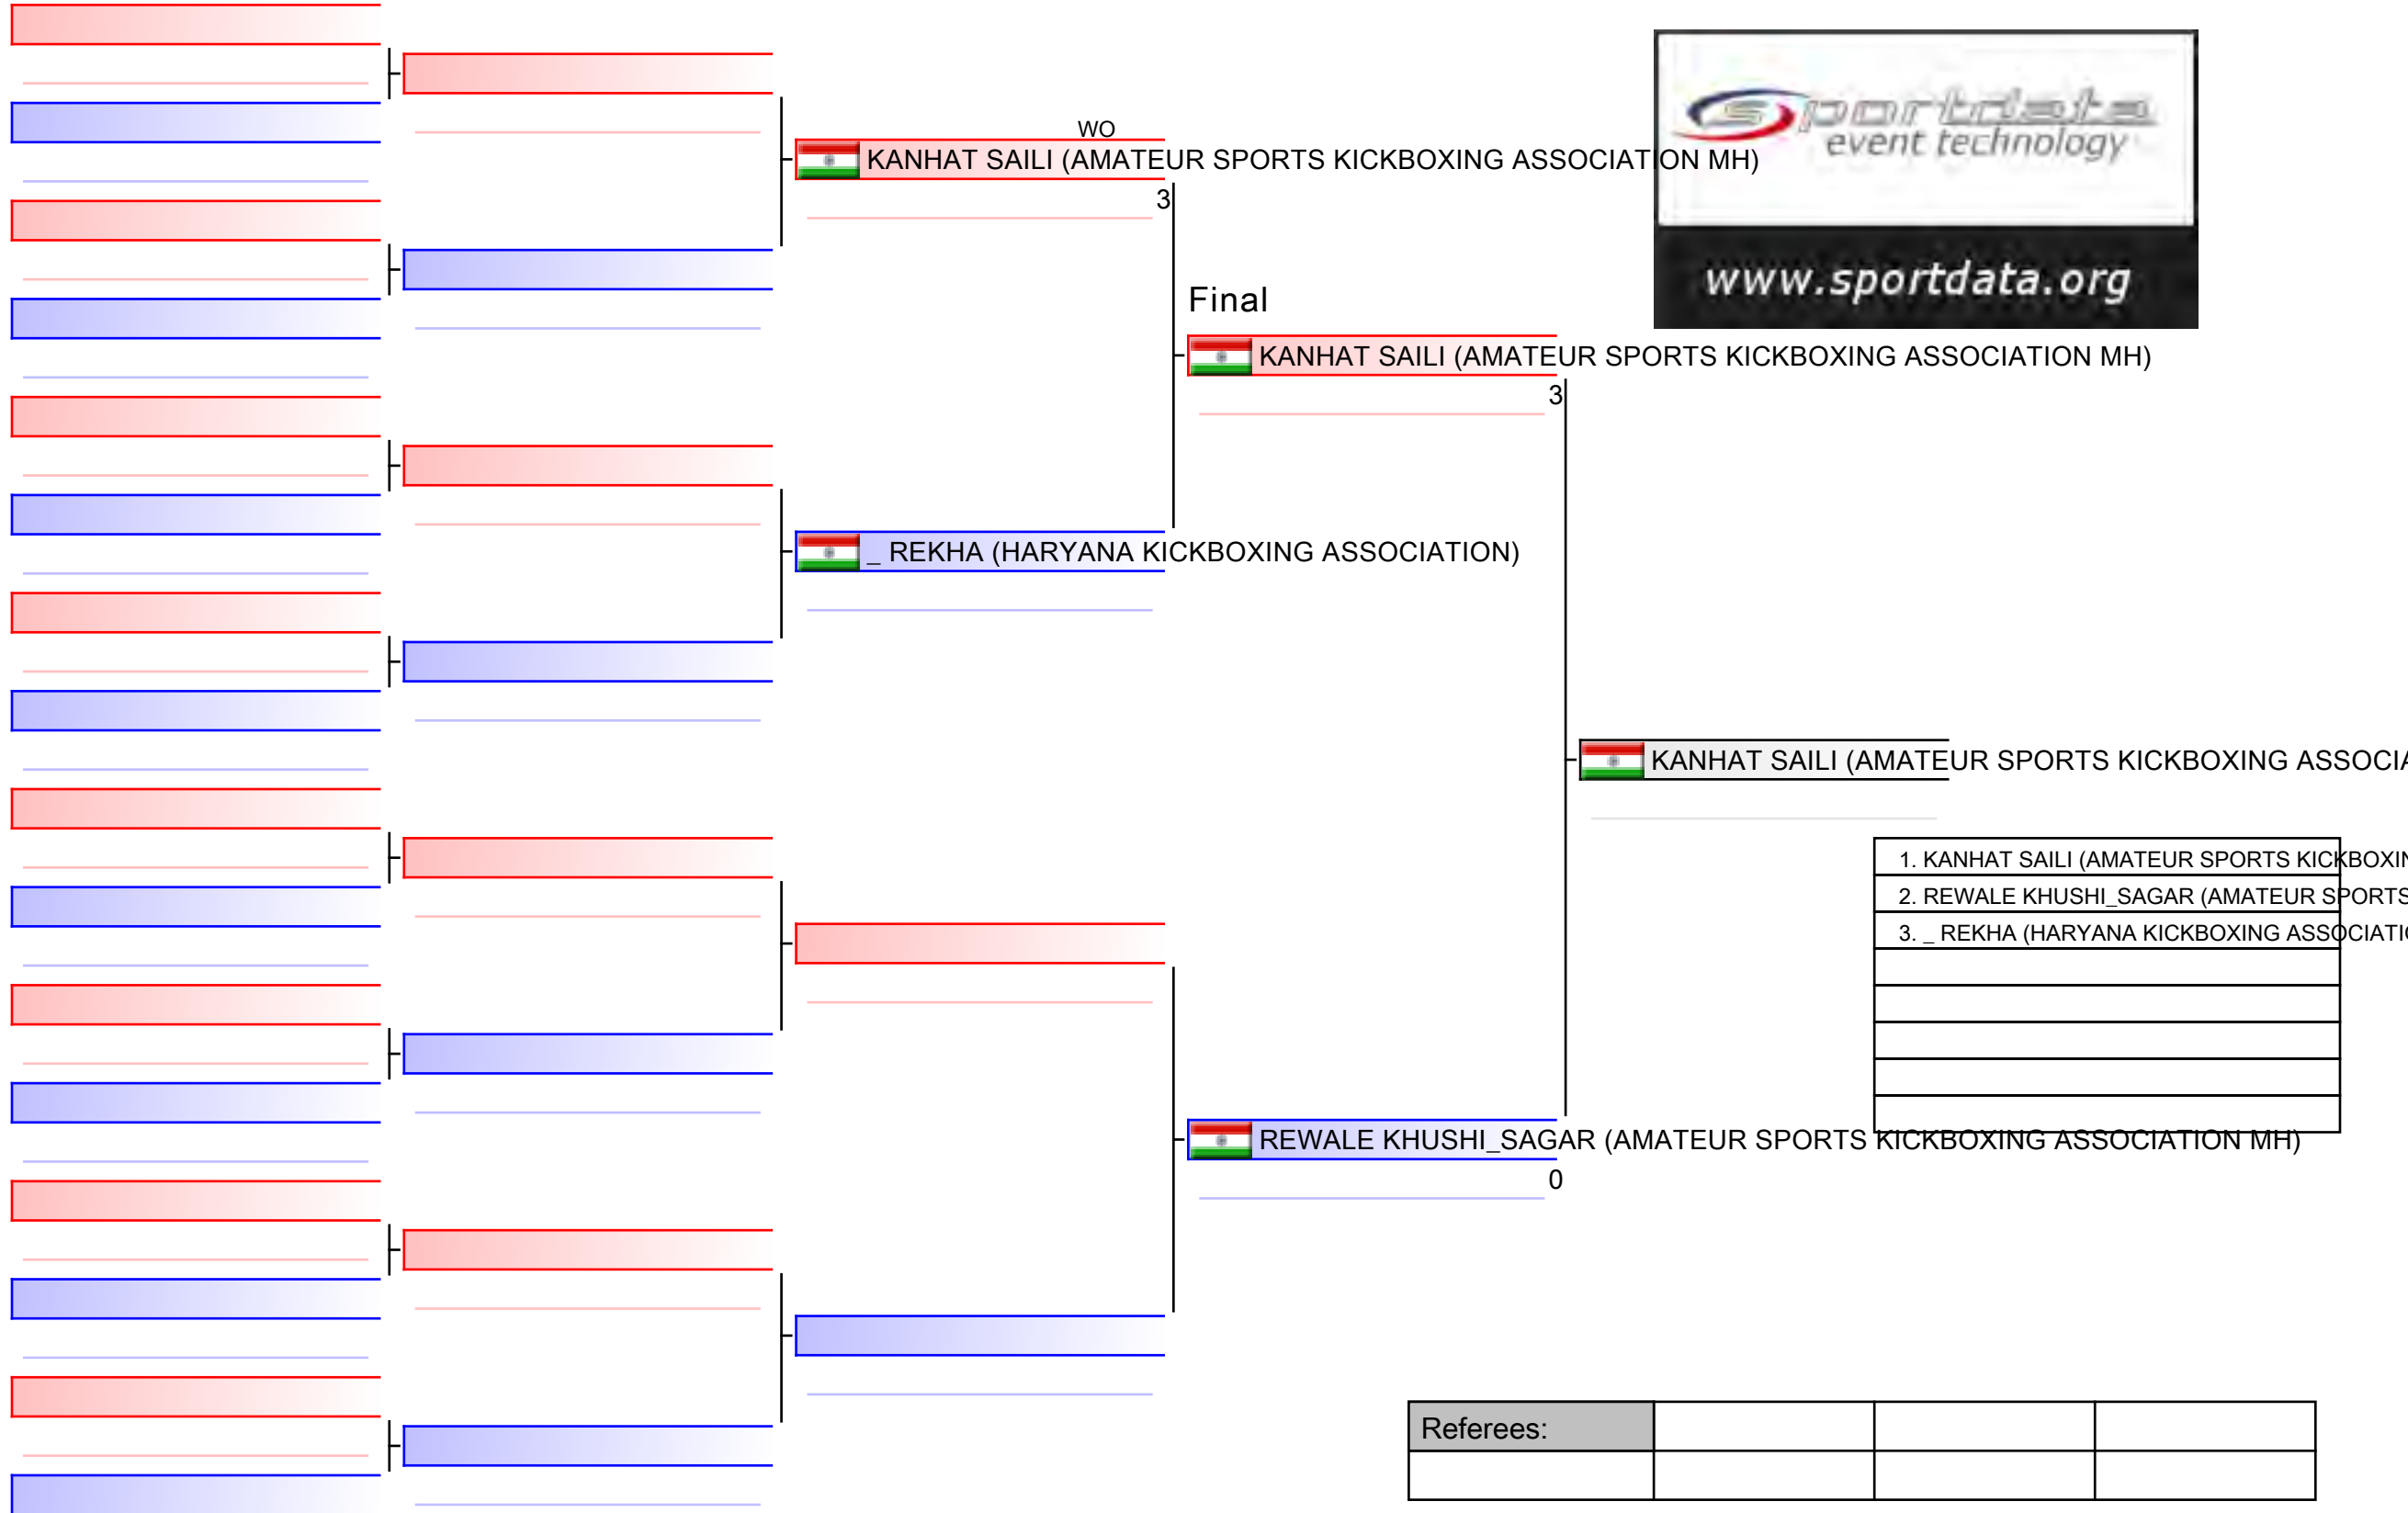 WO
KANHAT SAILI (AMATEUR SPORTS KICKBOXING ASSOCIATION MH)
3
sportdata
event technology
www.sportdata.org
Final
KANHAT SAILI (AMATEUR SPORTS KICKBOXING ASSOCIATION MH)
3
_ REKHA (HARYANA KICKBOXING ASSOCIATION)
KANHAT SAILI (AMATEUR SPORTS KICKBOXING ASSOCIA
1. KANHAT SAILI (AMATEUR SPORTS KICKBOXIN
2. REWALE KHUSHI_SAGAR (AMATEUR SPORTS
3. _ REKHA (HARYANA KICKBOXING ASSOCIATIO
REWALE KHUSHI_SAGAR (AMATEUR SPORTS KICKBOXING ASSOCIATION MH)
0
Referees: